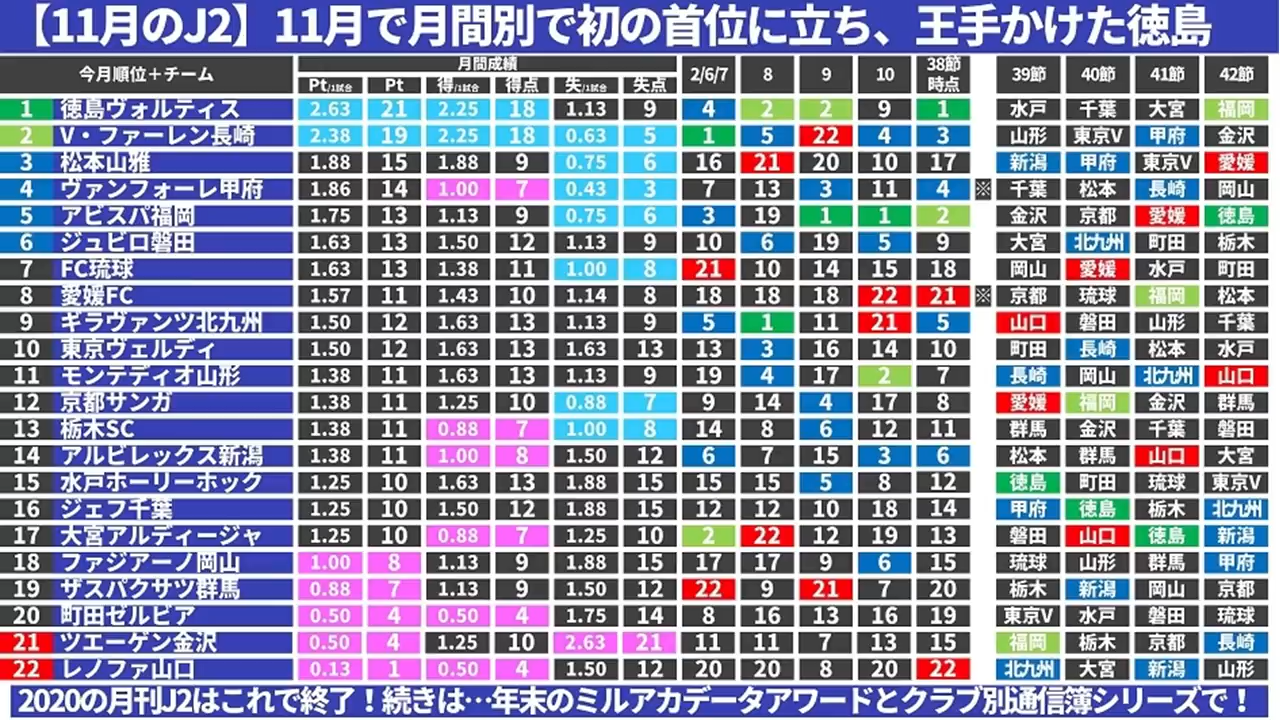 【11月のJ2】11月で月間別で初の首位に立ち、王手かけた徳島
今月順位＋チーム 月間成績 2/6/7 8 9 10 38節時点 39節 40節 41節 42節
Pt/1試合 Pt 得/1試合 得点 失/1試合 失点
1 徳島ヴォルティス 2.63 21 2.25 18 1.13 9 4 2 2 9 1 水戸 千葉 大宮 福岡
2 V・ファーレン長崎 2.38 19 2.25 18 0.63 5 1 5 22 4 3 山形 東京V 甲府 金沢
3 松本山雅 1.88 15 1.88 9 0.75 6 16 21 20 10 17 新潟 甲府 東京V 愛媛
4 ヴァンフォーレ甲府 1.86 14 1.00 7 0.43 3 7 13 3 11 4 ※ 千葉 松本 長崎 岡山
5 アビスパ福岡 1.75 13 1.13 9 0.75 6 3 19 1 1 2 金沢 京都 愛媛 徳島
6 ジュビロ磐田 1.63 13 1.50 12 1.13 9 10 6 19 5 9 大宮 北九州 町田 栃木
7 FC琉球 1.63 13 1.38 11 1.00 8 21 10 14 15 18 岡山 愛媛 水戸 町田
8 愛媛FC 1.57 11 1.43 10 1.14 8 18 18 18 22 21 ※ 京都 琉球 福岡 松本
9 ギラヴァンツ北九州 1.50 12 1.63 13 1.13 9 5 1 11 21 5 山口 磐田 山形 千葉
10 東京ヴェルディ 1.50 12 1.63 13 1.63 13 13 3 16 14 10 町田 長崎 松本 水戸
11 モンテディオ山形 1.38 11 1.63 13 1.13 9 19 4 17 2 7 長崎 岡山 北九州 山口
12 京都サンガ 1.38 11 1.25 10 0.88 7 9 14 4 17 8 愛媛 福岡 金沢 群馬
13 栃木SC 1.38 11 0.88 7 1.00 8 14 8 6 12 11 群馬 金沢 千葉 磐田
14 アルビレックス新潟 1.38 11 1.00 8 1.50 12 6 7 15 3 6 松本 群馬 山口 大宮
15 水戸ホーリーホック 1.25 10 1.63 13 1.88 15 15 15 5 8 12 徳島 町田 琉球 東京V
16 ジェフ千葉 1.25 10 1.50 12 1.88 15 12 12 10 18 14 甲府 徳島 栃木 北九州
17 大宮アルディージャ 1.25 10 0.88 7 1.25 10 2 22 12 19 13 磐田 山口 徳島 新潟
18 ファジアーノ岡山 1.00 8 1.13 9 1.88 15 17 17 9 6 15 琉球 山形 群馬 甲府
19 ザスパクサツ群馬 0.88 7 1.13 9 1.50 12 22 9 21 7 20 栃木 新潟 岡山 京都
20 町田ゼルビア 0.50 4 0.50 4 1.75 14 8 16 13 16 19 東京V 水戸 磐田 琉球
21 ツエーゲン金沢 0.50 4 1.25 10 2.63 21 11 11 7 13 15 福岡 栃木 京都 長崎
22 レノファ山口 0.13 1 0.50 4 1.50 12 20 20 8 20 22 北九州 大宮 新潟 山形
2020の月刊J2はこれで終了！続きは…年末のミルアカデータアワードとクラブ別通信簿シリーズで！